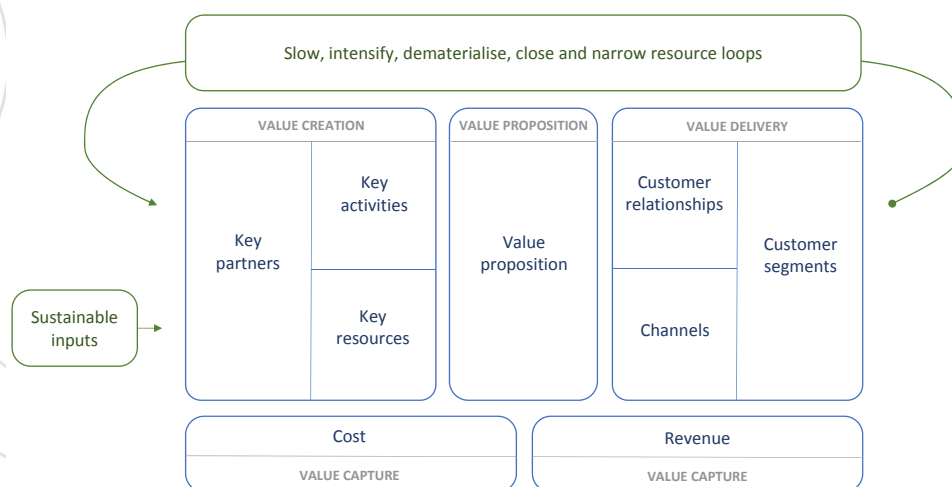 Slow, intensify, dematerialise, close and narrow resource loops
VALUE CREATION
VALUE PROPOSITION
VALUE DELIVERY
Key
partners
Key
activities
Key
resources
Value
proposition
Customer
relationships
Channels
Customer
segments
Sustainable
inputs
Cost
VALUE CAPTURE
Revenue
VALUE CAPTURE